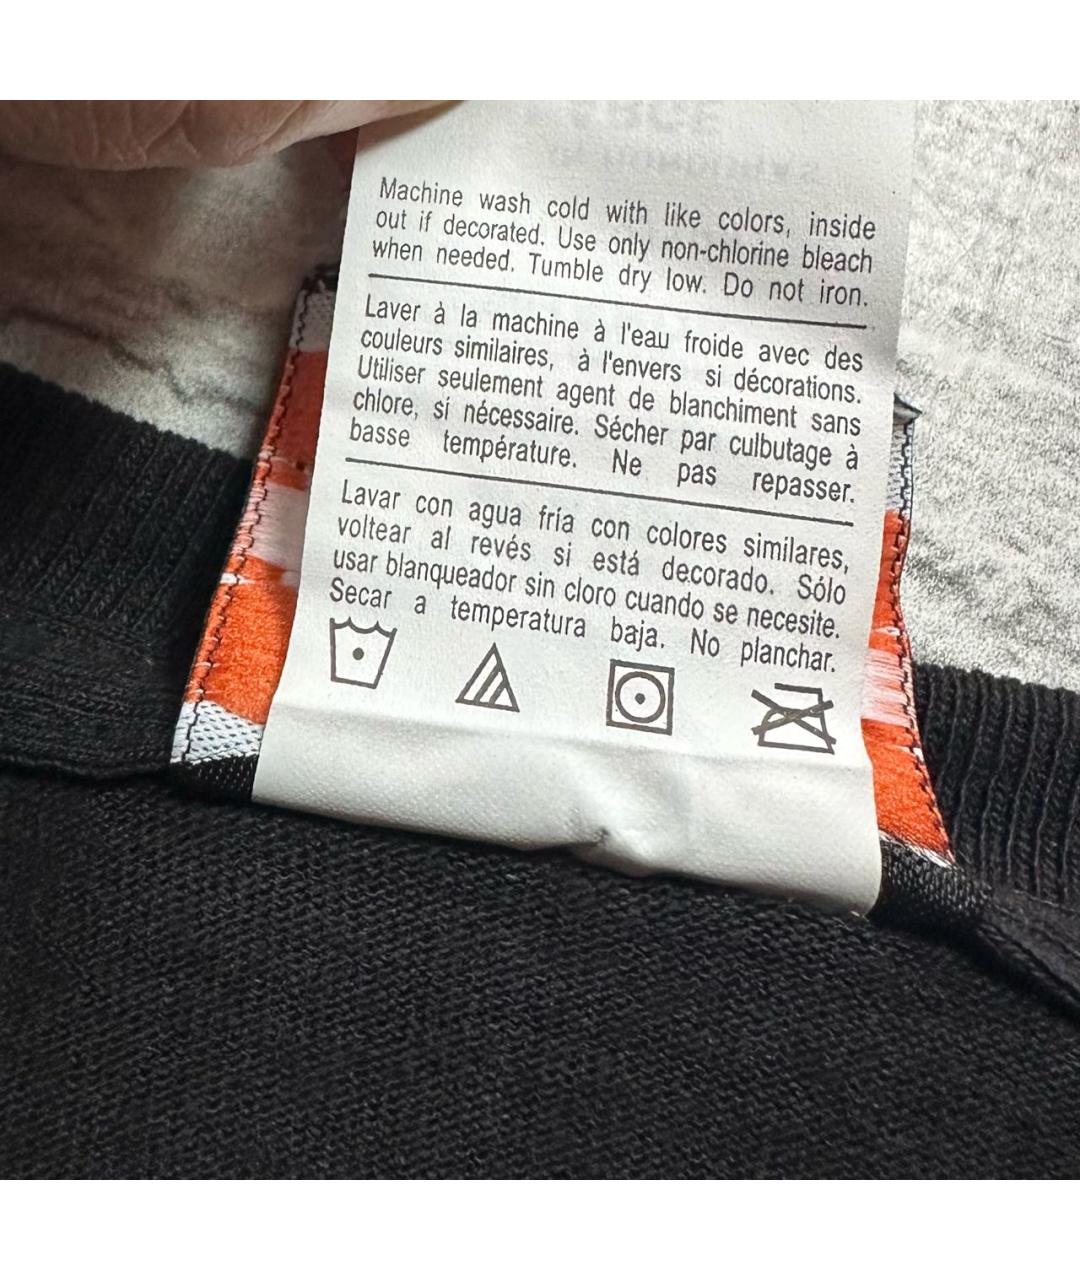 Machine wash cold with like colors, inside
out if decorated. Use only non-chlorine bleach
when needed. Tumble dry low. Do not iron.
Laver à la machine à l'eau froide avec des
couleurs similaires, à l'envers si décorations.
Utiliser seulement agent de blanchiment sans
chlore, si nécessaire. Sécher par culbutage à
basse température. Ne pas repasser.
Lavar con agua fría con colores similares,
voltear al revés si está decorado. Sólo
usar blanqueador sin cloro cuando se necesite.
Secar a temperatura baja. No planchar.